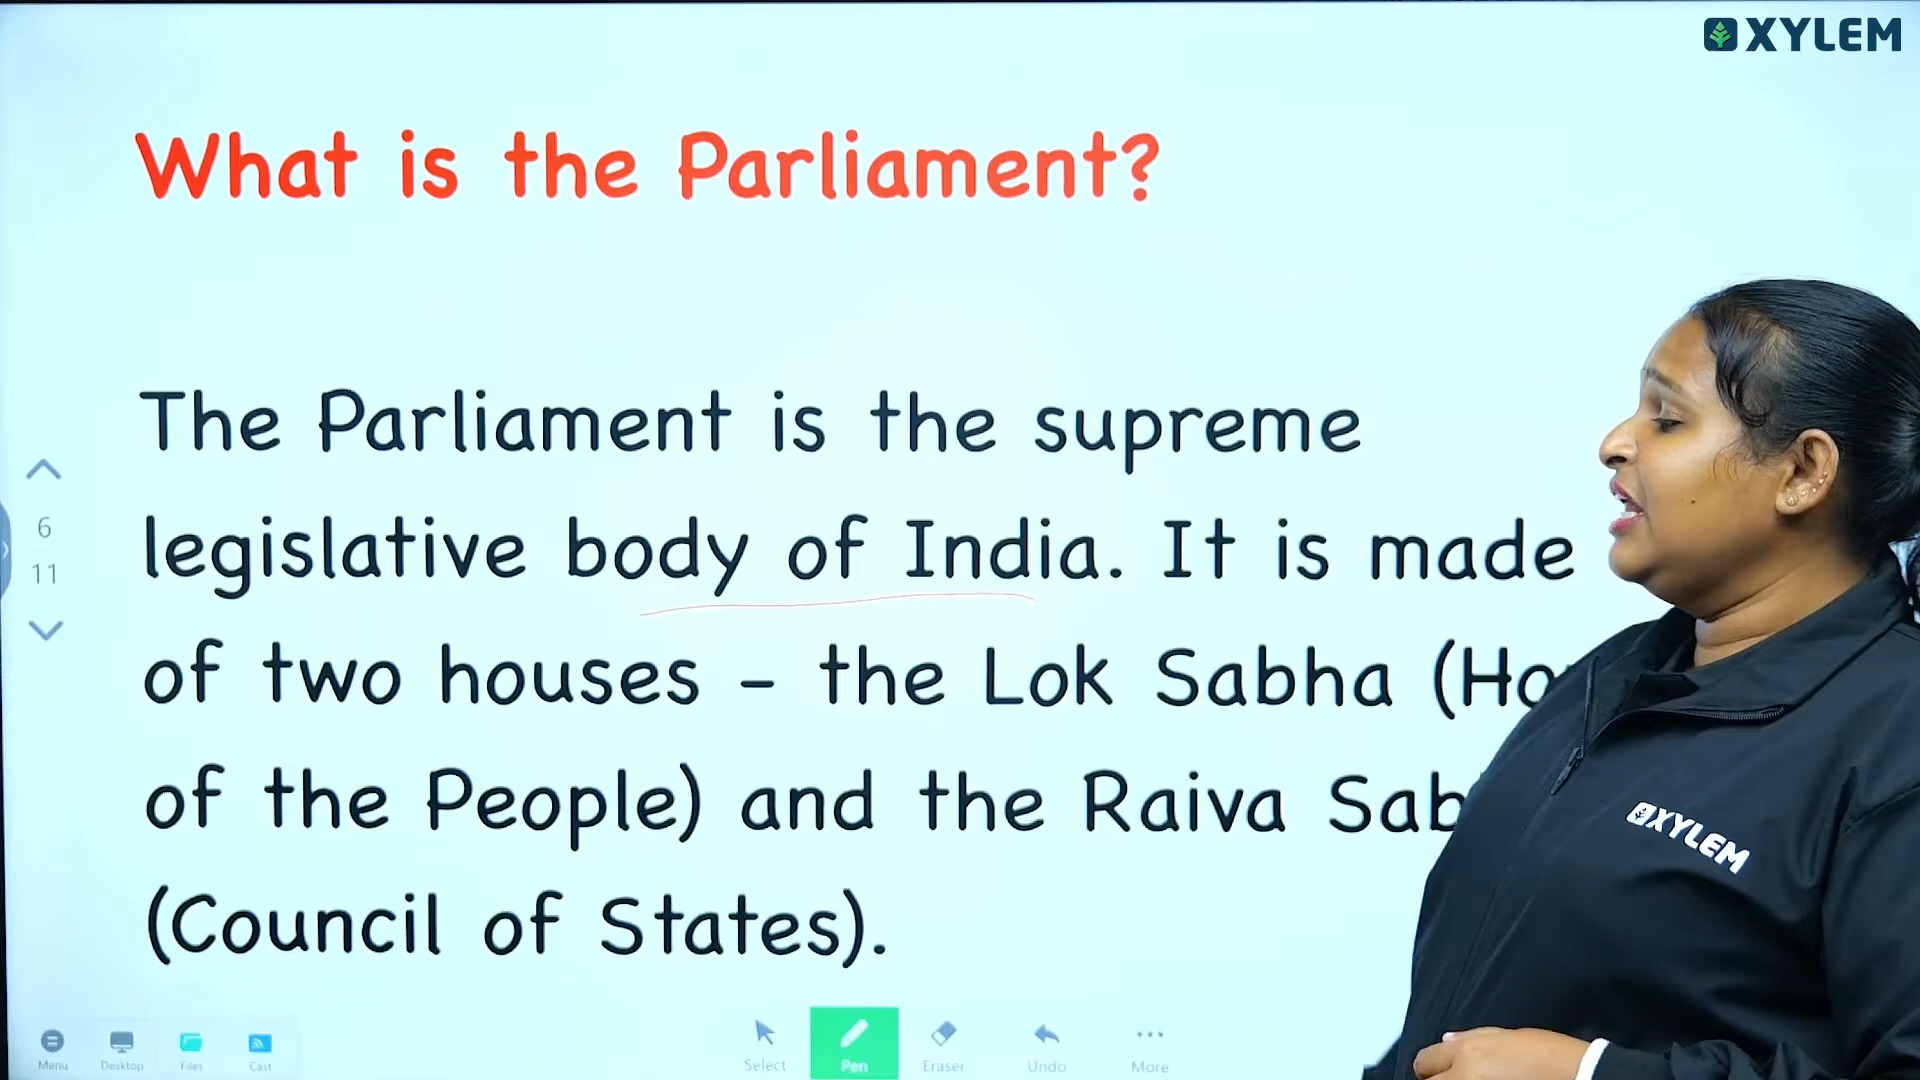 XYLEM
What is the Parliament?
The Parliament is the supreme
legislative body of India. It is made
of two houses – the Lok Sabha (Ho
of the People) and the Raiva Sab
(Council of States).
6
11
XYLEM
Menu
Desktop
Files
Cast
Select
Pen
Eraser
Undo
More